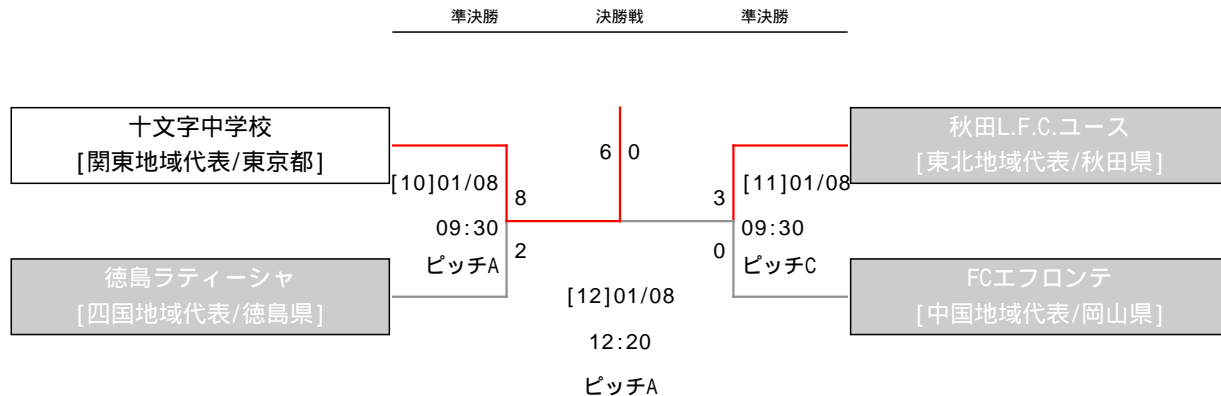 準決勝 決勝戦 準決勝
十文字中学校
[関東地域代表/東京都]
秋田L.F.C.ユース
[東北地域代表/秋田県]
6 0
[10]01/08
8
3
[11]01/08
09:30
ピッチA
2
0
09:30
ピッチC
徳島ラティーシャ
[四国地域代表/徳島県]
FCエフロンテ
[中国地域代表/岡山県]
[12]01/08
12:20
ピッチA